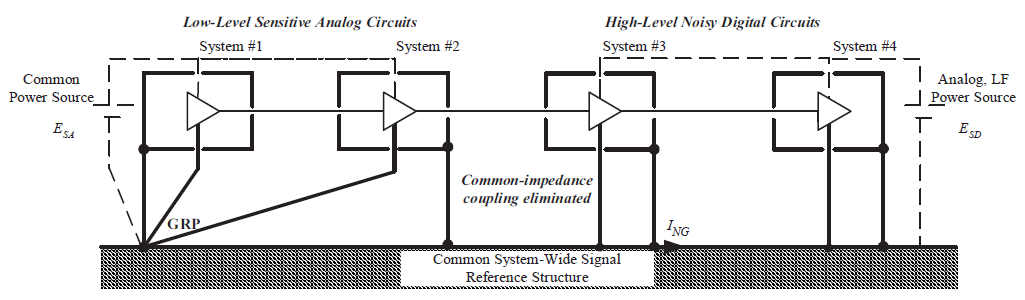 Low-Level Sensitive Analog Circuits
High-Level Noisy Digital Circuits
System #1
System #2
System #3
System #4
Common
Power Source
E_SA
Analog, LF
Power Source
E_SD
Common-impedance
coupling eliminated
GRP
I_NG
Common System-Wide Signal
Reference Structure